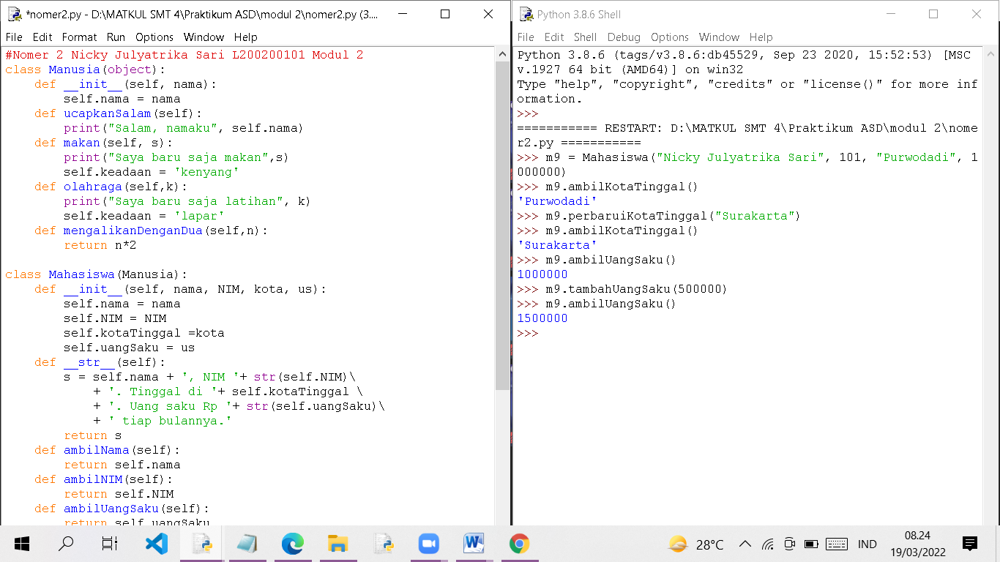 *nomer2.py - D:\MATKUL SMT 4\Praktikum ASD\modul 2\nomer2.py (3....
File Edit Format Run Options Window Help
#Nomer 2 Nicky Julyatrika Sari L200200101 Modul 2
class Manusia(object):
    def __init__(self, nama):
        self.nama = nama
    def ucapkanSalam(self):
        print("Salam, namaku", self.nama)
    def makan(self, s):
        print("Saya baru saja makan",s)
        self.keadaan = 'kenyang'
    def olahraga(self,k):
        print("Saya baru saja latihan", k)
        self.keadaan = 'lapar'
    def mengalikanDenganDua(self,n):
        return n*2

class Mahasiswa(Manusia):
    def __init__(self, nama, NIM, kota, us):
        self.nama = nama
        self.NIM = NIM
        self.kotaTinggal =kota
        self.uangSaku = us
    def __str__(self):
        s = self.nama + ', NIM '+ str(self.NIM)\
            + '. Tinggal di '+ self.kotaTinggal \
            + '. Uang saku Rp '+ str(self.uangSaku)\
            + ' tiap bulannya.'
        return s
    def ambilNama(self):
        return self.nama
    def ambilNIM(self):
        return self.NIM
    def ambilUangSaku(self):
        return self.uangSaku
Python 3.8.6 Shell
File Edit Shell Debug Options Window Help
Python 3.8.6 (tags/v3.8.6:db45529, Sep 23 2020, 15:52:53) [MSC
v.1927 64 bit (AMD64)] on win32
Type "help", "copyright", "credits" or "license()" for more inf
ormation.
>>>
=========== RESTART: D:\MATKUL SMT 4\Praktikum ASD\modul 2\nome
r2.py ===========
>>> m9 = Mahasiswa("Nicky Julyatrika Sari", 101, "Purwodadi", 1
000000)
>>> m9.ambilKotaTinggal()
'Purwodadi'
>>> m9.perbaruiKotaTinggal("Surakarta")
>>> m9.ambilKotaTinggal()
'Surakarta'
>>> m9.ambilUangSaku()
1000000
>>> m9.tambahUangSaku(500000)
>>> m9.ambilUangSaku()
1500000
>>>
28°C
IND
08.24
19/03/2022